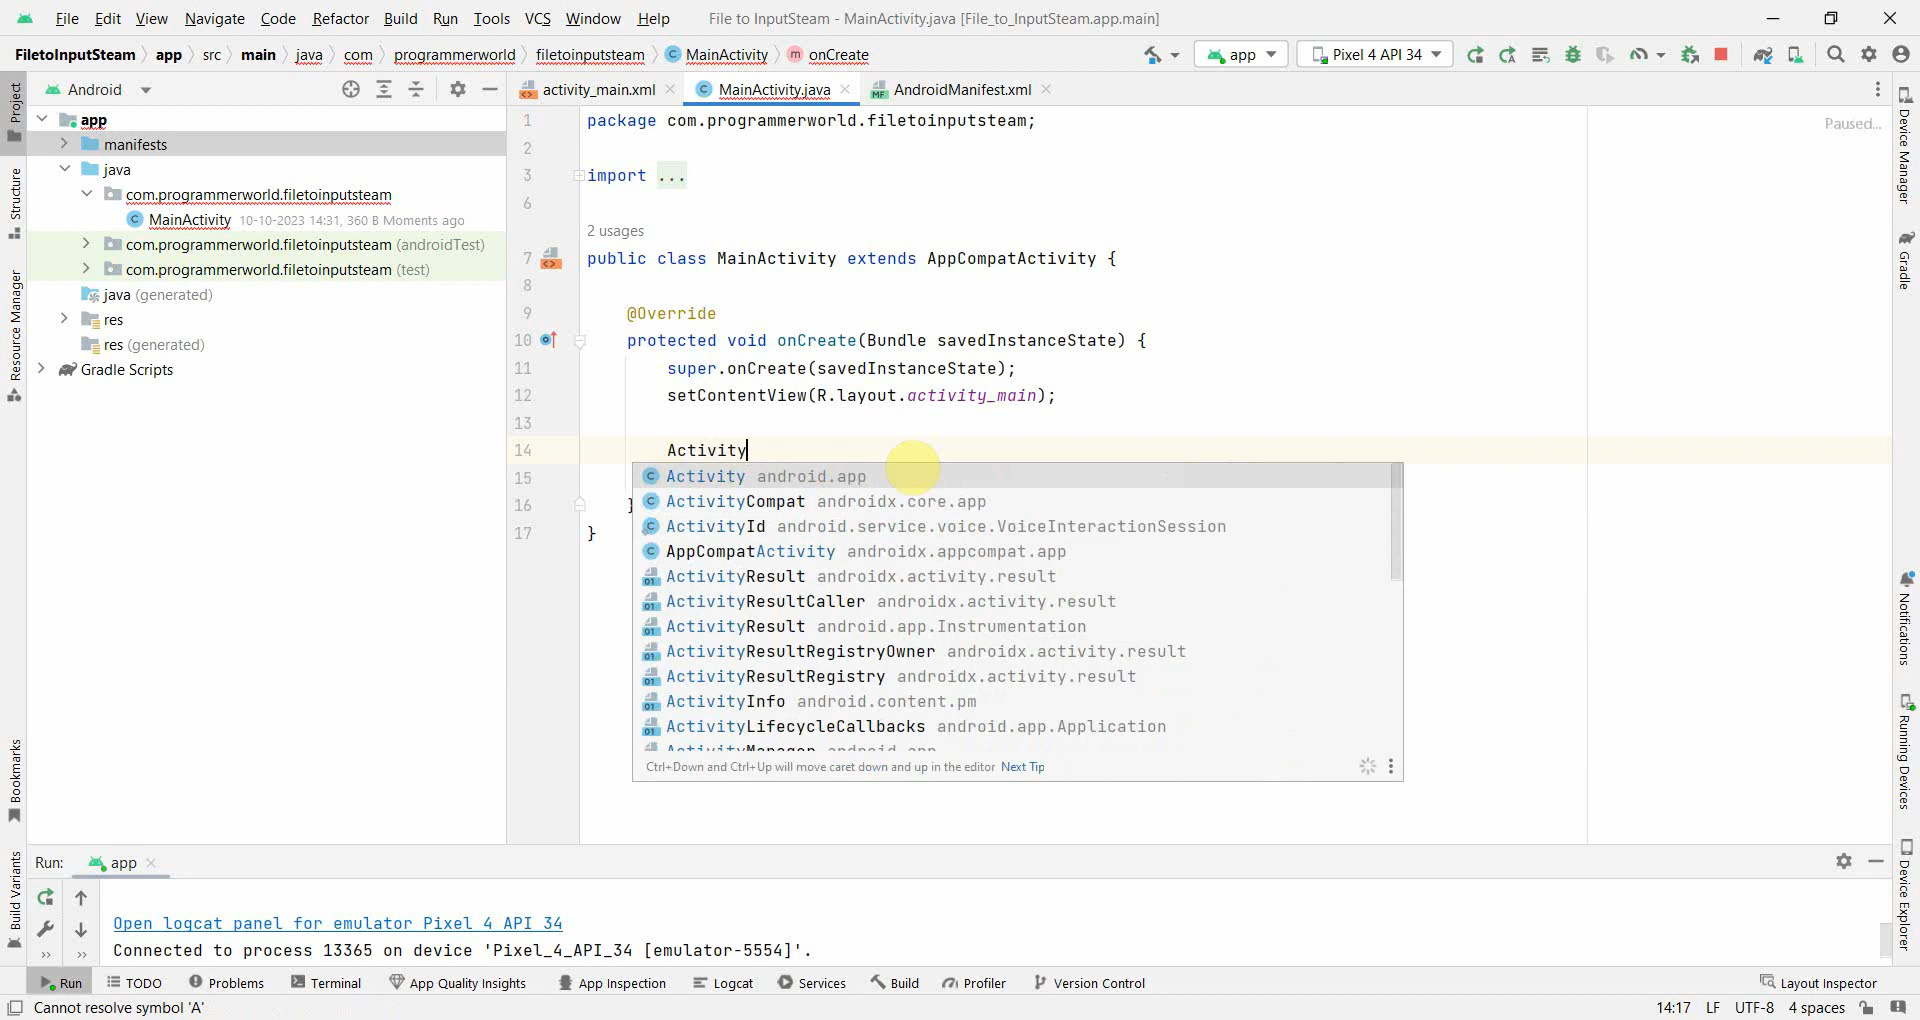 File Edit View Navigate Code Refactor Build Run Tools VCS Window Help File to InputSteam - MainActivity.java [File_to_InputSteam.app.main]
FiletoInputSteam app src main java com programmerworld filetoinputsteam MainActivity onCreate app Pixel 4 API 34
Android
activity_main.xml MainActivity.java AndroidManifest.xml
Project
Structure
Resource Manager
Bookmarks
Build Variants
app
manifests
java
com.programmerworld.filetoinputsteam
MainActivity 10-10-2023 14:31, 360 B Moments ago
com.programmerworld.filetoinputsteam (androidTest)
com.programmerworld.filetoinputsteam (test)
java (generated)
res
res (generated)
Gradle Scripts
Paused...
1 package com.programmerworld.filetoinputsteam;
2
3 import ...
6
2 usages
7 public class MainActivity extends AppCompatActivity {
8
9 @Override
10 protected void onCreate(Bundle savedInstanceState) {
11 super.onCreate(savedInstanceState);
12 setContentView(R.layout.activity_main);
13
14 Activity
15
16 }
17 }
Activity android.app
ActivityCompat androidx.core.app
ActivityId android.service.voice.VoiceInteractionSession
AppCompatActivity androidx.appcompat.app
ActivityResult androidx.activity.result
ActivityResultCaller androidx.activity.result
ActivityResult android.app.Instrumentation
ActivityResultRegistryOwner androidx.activity.result
ActivityResultRegistry androidx.activity.result
ActivityInfo android.content.pm
ActivityLifecycleCallbacks android.app.Application
ActivityManager android.app
Ctrl+Down and Ctrl+Up will move caret down and up in the editor Next Tip
Device Manager
Gradle
Notifications
Running Devices
Device Explorer
Run: app
Open logcat panel for emulator Pixel 4 API 34
Connected to process 13365 on device 'Pixel_4_API_34 [emulator-5554]'.
Run TODO Problems Terminal App Quality Insights App Inspection Logcat Services Build Profiler Version Control Layout Inspector
Cannot resolve symbol 'A' 14:17 LF UTF-8 4 spaces